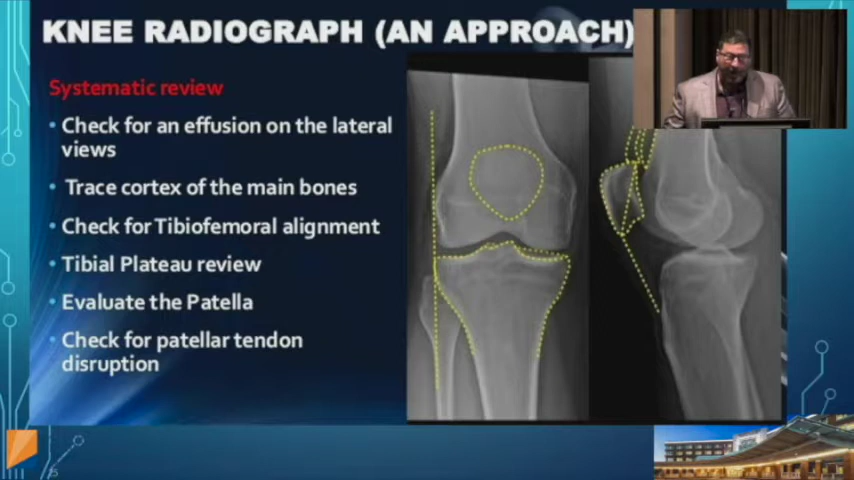 KNEE RADIOGRAPH (AN APPROACH)
Systematic review
• Check for an effusion on the lateral
views
• Trace cortex of the main bones
• Check for Tibiofemoral alignment
• Tibial Plateau review
• Evaluate the Patella
• Check for patellar tendon
disruption
25